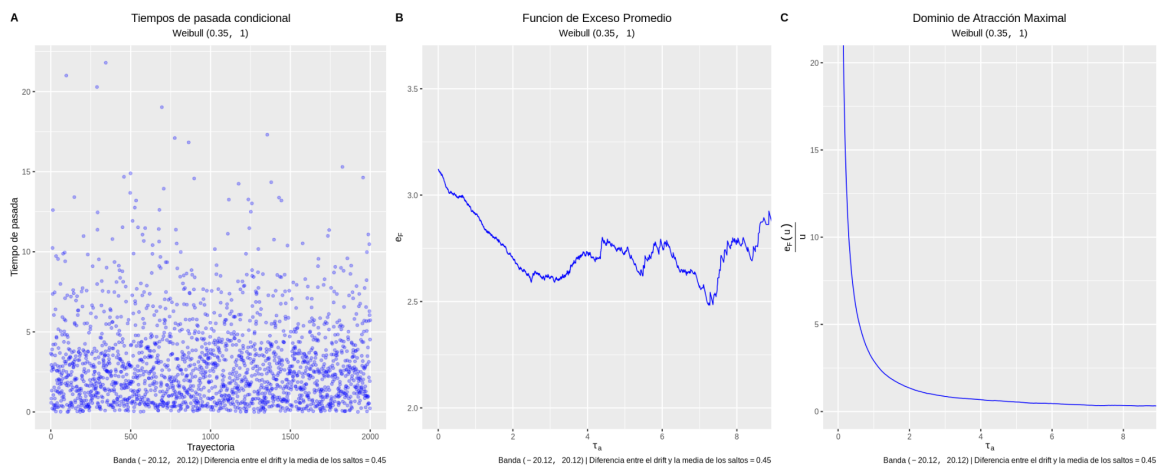 A
Tiempos de pasada condicional
Weibull (0.35, 1)
Tiempo de pasada
20
15
10
5
0
0
500
1000
1500
2000
Trayectoria
Banda (−20.12, 20.12) | Diferencia entre el drift y la media de los saltos = 0.45
B
Funcion de Exceso Promedio
Weibull (0.35, 1)
e_F
3.5
3.0
2.5
2.0
0
2
4
6
8
τ_a
Banda (−20.12, 20.12) | Diferencia entre el drift y la media de los saltos = 0.45
C
Dominio de Atracción Maximal
Weibull (0.35, 1)
e_F(u)
u
20
15
10
5
0
0
2
4
6
8
τ_a
Banda (−20.12, 20.12) | Diferencia entre el drift y la media de los saltos = 0.45